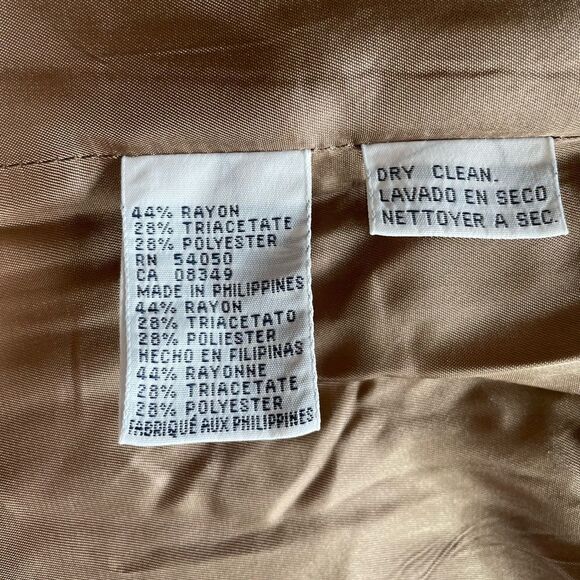 44% RAYON
28% TRIACETATE
28% POLYESTER
RN 54050
CA 08349
MADE IN PHILIPPINES
44% RAYON
28% TRIACETATO
28% POLIESTER
HECHO EN FILIPINAS
44% RAYONNE
28% TRIACETATE
28% POLYESTER
FABRIQUÉ AUX PHILIPPINES
DRY CLEAN.
LAVADO EN SECO
NETTOYER A SEC.